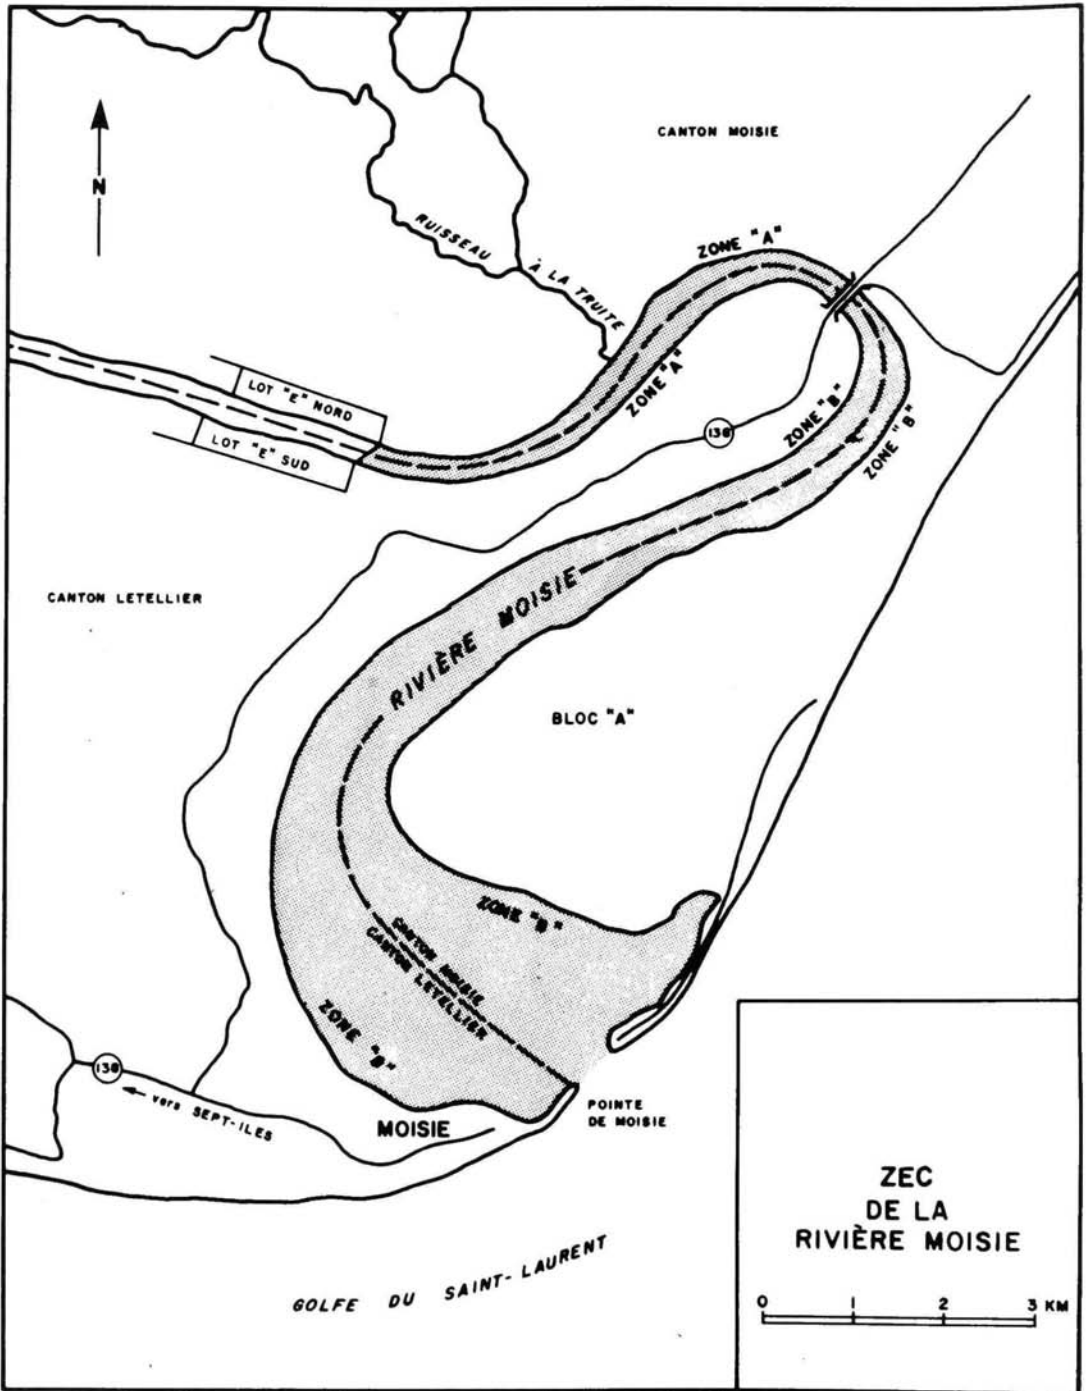 CANTON MOISIE
N
RUISSEAU À LA TRUITE
ZONE "A"
ZONE "A"
LOT "E" NORD
LOT "E" SUD
138
ZONE "B"
ZONE "B"
CANTON LETELLIER
RIVIÈRE MOISIE
BLOC "A"
ZONE "B"
CANTON MOISIE
CANTON LETELLIER
ZONE "B"
138
vers SEPT-ILES
MOISIE
POINTE
DE MOISIE
GOLFE DU SAINT-LAURENT
ZEC
DE LA
RIVIÈRE MOISIE
0 1 2 3 KM